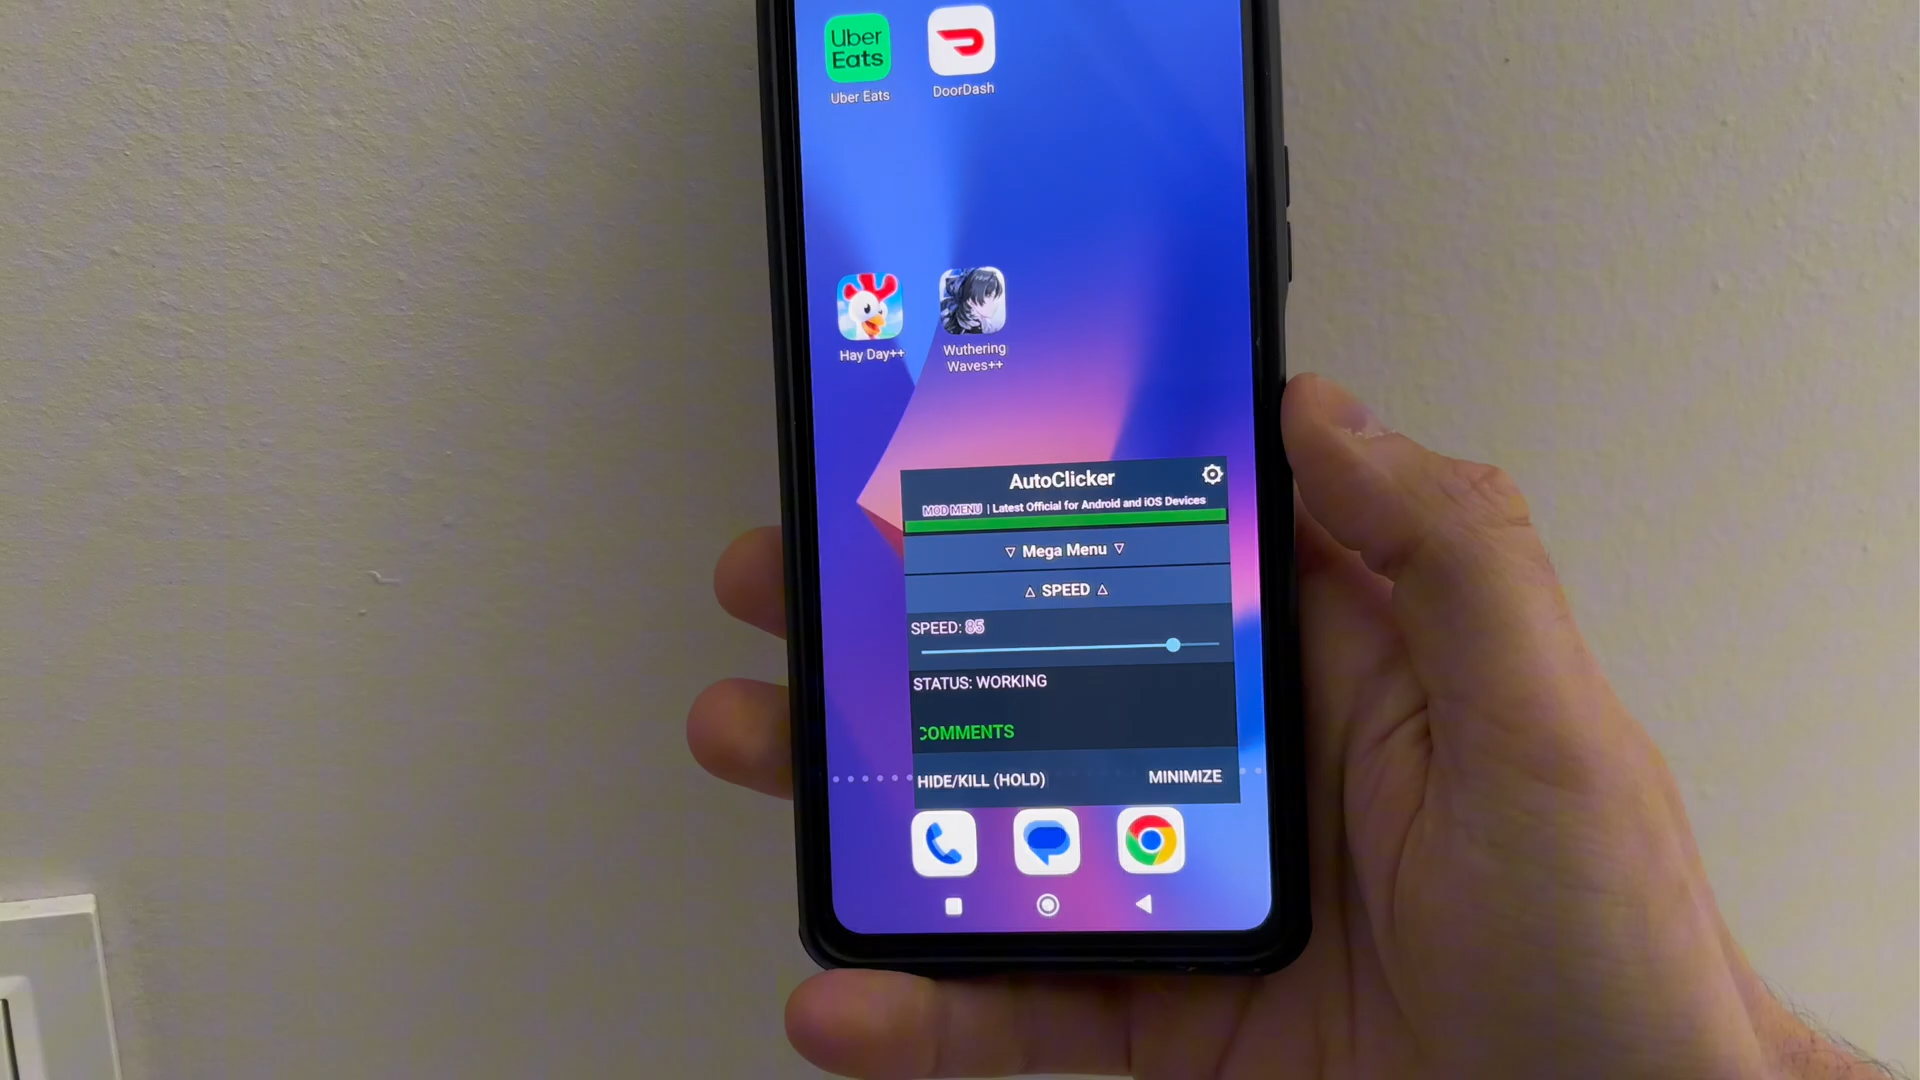 Uber
Eats
Uber Eats
DoorDash
Hay Day++
Wuthering
Waves++
AutoClicker
MOD MENU | Latest Official for Android and iOS Devices
▽ Mega Menu ▽
△ SPEED △
SPEED: 85
STATUS: WORKING
COMMENTS
HIDE/KILL (HOLD)
MINIMIZE